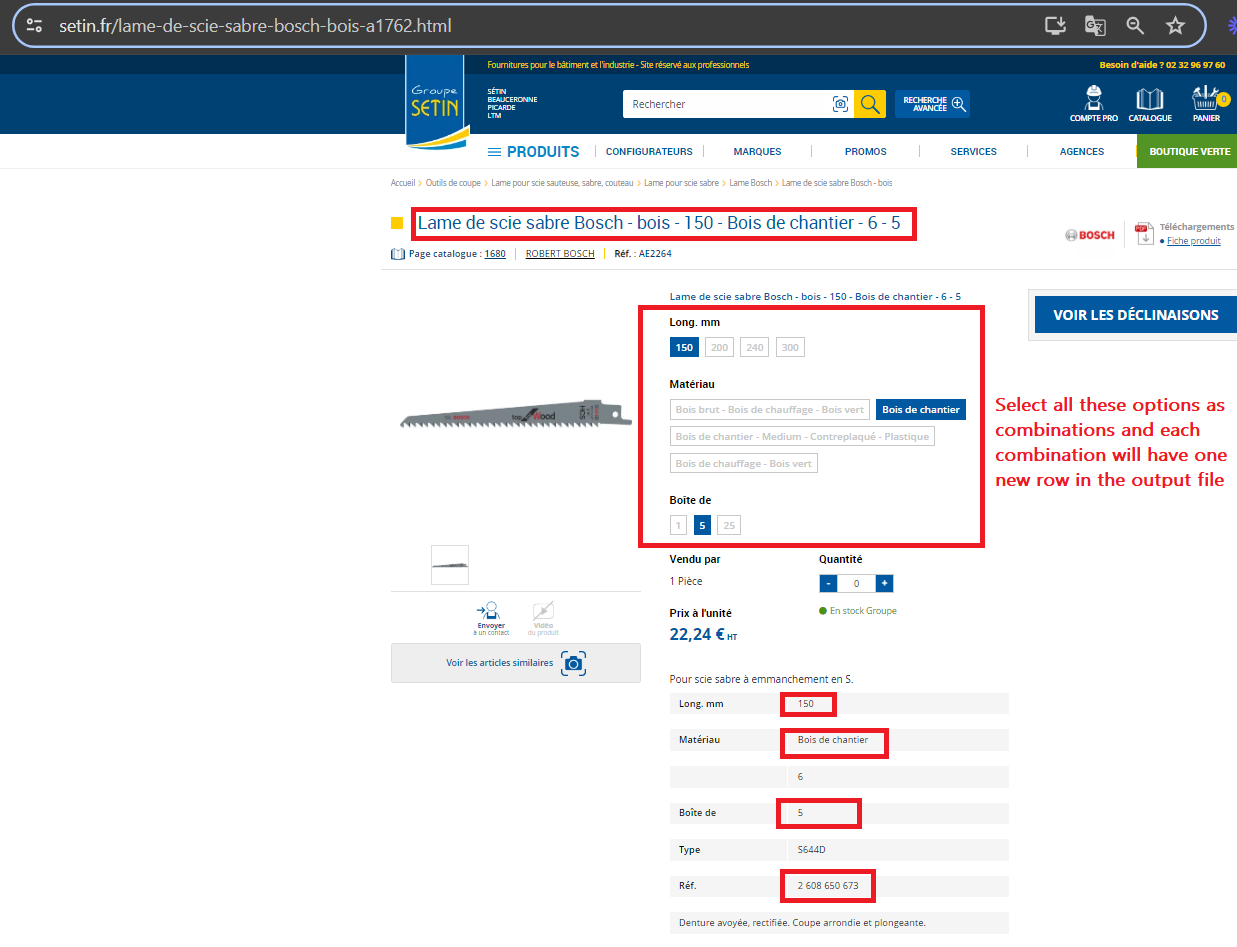 setin.fr/lame-de-scie-sabre-bosch-bois-a1762.html
Fournitures pour le bâtiment et l'industrie - Site réservé aux professionnels
Besoin d'aide ? 02 32 96 97 60
Groupe
SETIN
SÉTIN
BEAUCERONNE
PICARDE
LTM
Rechercher
RECHERCHE
AVANCÉE
COMPTE PRO
CATALOGUE
0
PANIER
PRODUITS
CONFIGURATEURS
MARQUES
PROMOS
SERVICES
AGENCES
BOUTIQUE VERTE
Accueil > Outils de coupe > Lame pour scie sauteuse, sabre, couteau > Lame pour scie sabre > Lame Bosch > Lame de scie sabre Bosch - bois
Lame de scie sabre Bosch - bois - 150 - Bois de chantier - 6 - 5
Page catalogue : 1680 | ROBERT BOSCH | Réf. : AE2264
BOSCH
PDF
Téléchargements
• Fiche produit
Lame de scie sabre Bosch - bois - 150 - Bois de chantier - 6 - 5
VOIR LES DÉCLINAISONS
Long. mm
150 200 240 300
Matériau
Bois brut - Bois de chauffage - Bois vert
Bois de chantier
Bois de chantier - Medium - Contreplaqué - Plastique
Bois de chauffage - Bois vert
Boîte de
1 5 25
Select all these options as
combinations and each
combination will have one
new row in the output file
BOSCH
top for Wood
HCS
Vendu par
1 Pièce
Quantité
- 0 +
En stock Groupe
Prix à l'unité
22,24 € HT
Envoyer
à un contact
Vidéo
du produit
Voir les articles similaires
Pour scie sabre à emmanchement en S.
Long. mm 150
Matériau Bois de chantier
6
Boîte de 5
Type S644D
Réf. 2 608 650 673
Denture avoyée, rectifiée. Coupe arrondie et plongeante.